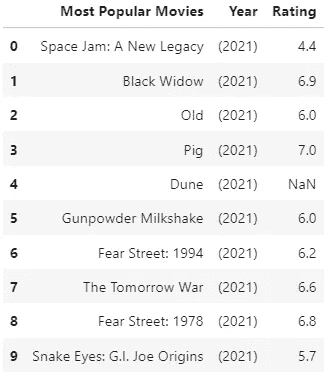 Most Popular Movies Year Rating
0 Space Jam: A New Legacy (2021) 4.4
1 Black Widow (2021) 6.9
2 Old (2021) 6.0
3 Pig (2021) 7.0
4 Dune (2021) NaN
5 Gunpowder Milkshake (2021) 6.0
6 Fear Street: 1994 (2021) 6.2
7 The Tomorrow War (2021) 6.6
8 Fear Street: 1978 (2021) 6.8
9 Snake Eyes: G.I. Joe Origins (2021) 5.7